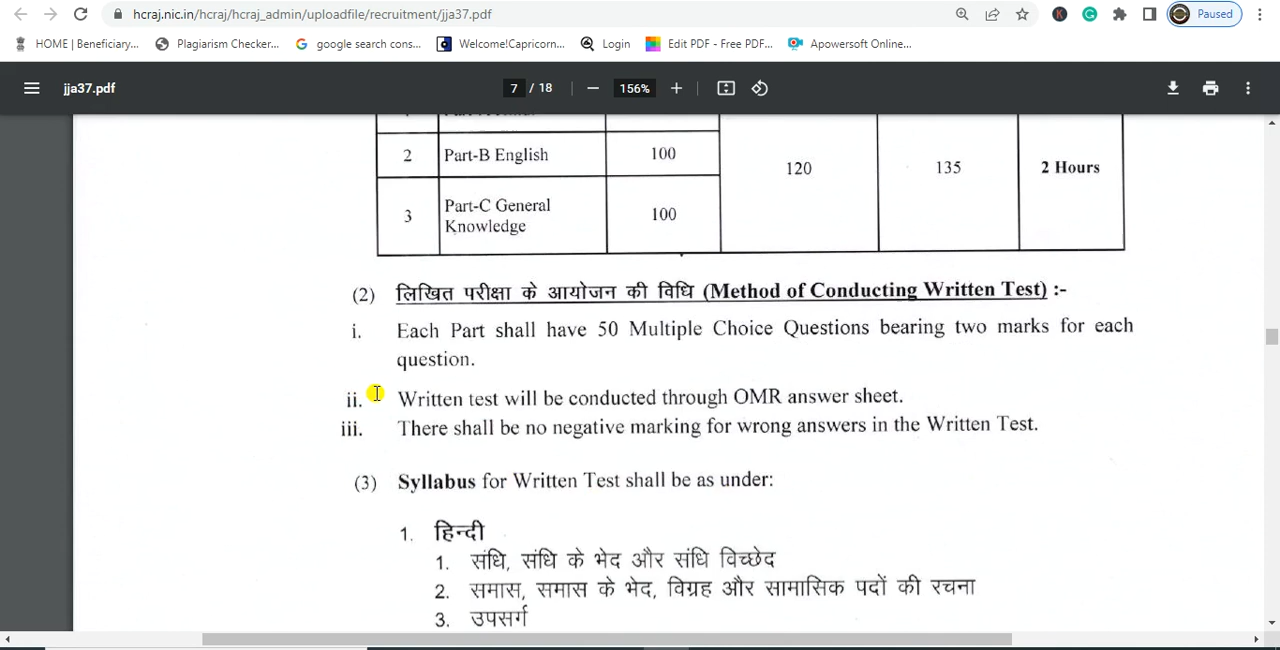 hcraj.nic.in/hcraj/hcraj_admin/uploadfile/recruitment/jja37.pdf
K
G
Paused
HOME | Beneficiary...
Plagiarism Checker...
G google search cons...
Welcome!Capricorn...
Login
Edit PDF - Free PDF...
Apowersoft Online...
jja37.pdf
7 / 18
156%
2 Part-B English 100
120 135 2 Hours
3 Part-C General Knowledge 100
(2) लिखित परीक्षा के आयोजन की विधि (Method of Conducting Written Test) :-
i. Each Part shall have 50 Multiple Choice Questions bearing two marks for each
question.
ii. Written test will be conducted through OMR answer sheet.
iii. There shall be no negative marking for wrong answers in the Written Test.
(3) Syllabus for Written Test shall be as under:
1. हिन्दी
1. संधि, संधि के भेद और संधि विच्छेद
2. समास, समास के भेद, विग्रह और सामासिक पदों की रचना
3. उपसर्ग